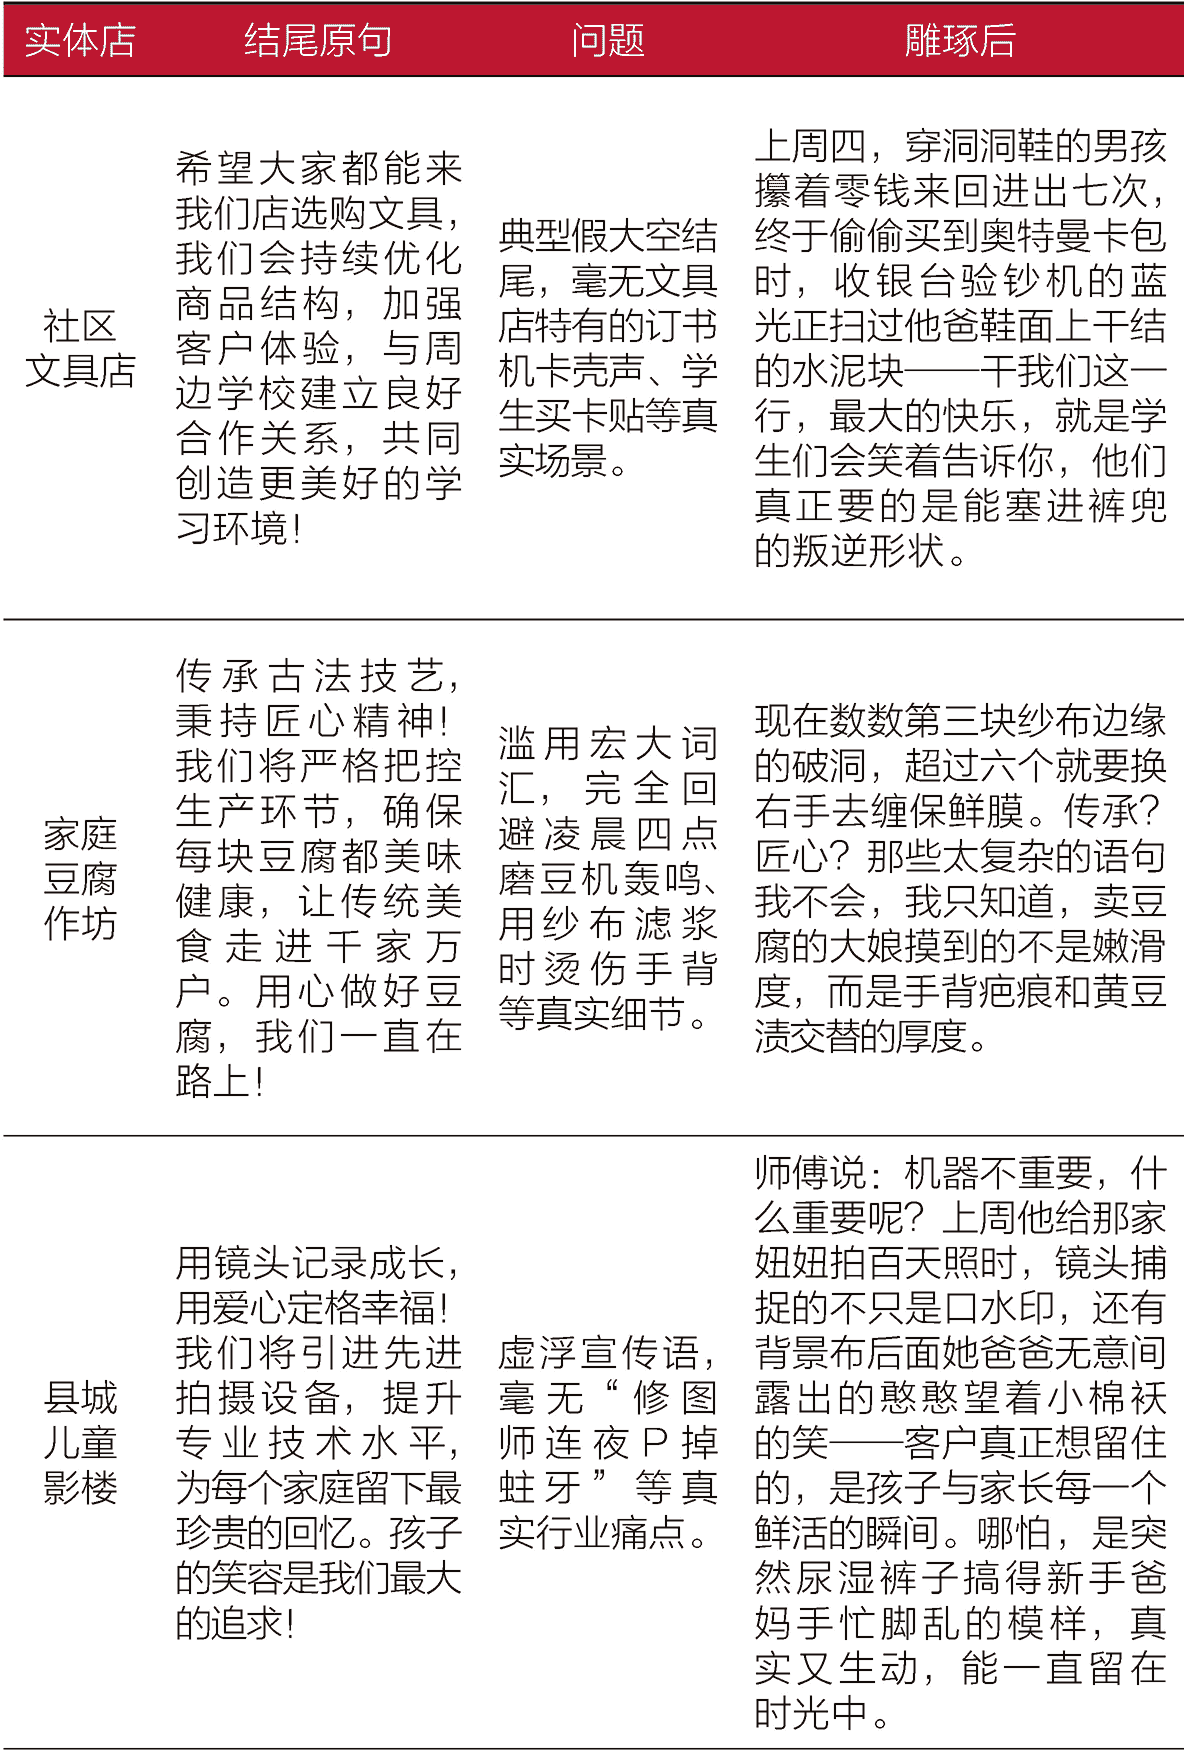 实体店 结尾原句 问题 雕琢后
社区
文具店
希望大家都能来
我们店选购文具，
我们会持续优化
商品结构，加强
客户体验，与周
边学校建立良好
合作关系，共同
创造更美好的学
习环境！
典型假大空结
尾，毫无文具
店特有的订书
机卡壳声、学
生买卡贴等真
实场景。
上周四，穿洞洞鞋的男孩
攥着零钱来回进出七次，
终于偷偷买到奥特曼卡包
时，收银台验钞机的蓝
光正扫过他爸鞋面上干结
的水泥块——干我们这一
行，最大的快乐，就是学
生们会笑着告诉你，他们
真正要的是能塞进裤兜
的叛逆形状。
家庭
豆腐
作坊
传承古法技艺，
秉持匠心精神！
我们将严格把控
生产环节，确保
每块豆腐都美味
健康，让传统美
食走进千家万
户。用心做好豆
腐，我们一直在
路上！
滥用宏大词
汇，完全回
避凌晨四点
磨豆机轰鸣、
用纱布滤浆
时烫伤手背
等真实细节。
现在数数第三块纱布边缘
的破洞，超过六个就要换
右手去缠保鲜膜。传承？
匠心？那些太复杂的语句
我不会，我只知道，卖豆
腐的大娘摸到的不是嫩滑
度，而是手背疤痕和黄豆
渍交替的厚度。
县城
儿童
影楼
用镜头记录成长，
用爱心定格幸福！
我们将引进先进
拍摄设备，提升
专业技术水平，
为每个家庭留下最
珍贵的回忆。孩子
的笑容是我们最大
的追求！
虚浮宣传语，
毫无“修图
师连夜P掉
蛀牙”等真
实行业痛点。
师傅说：机器不重要，什
么重要呢？上周他给那家
妞妞拍百天照时，镜头捕
捉的不只是口水印，还有
背景布后面她爸爸无意间
露出的憨憨望着小棉袄
的笑——客户真正想留住
的，是孩子与家长每一个
鲜活的瞬间。哪怕，是突
然尿湿裤子搞得新手爸
妈手忙脚乱的模样，真
实又生动，能一直留在
时光中。